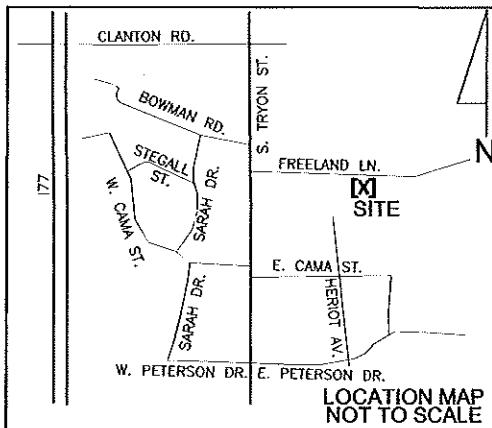 CLANTON RD.
BOWMAN RD.
S. TRYON ST.
STEGALL ST.
FREELAND LN.
N
I77
[X]
SITE
W. CAMA ST.
SARAH DR.
E. CAMA ST.
SARAH DR.
HERIOT AV.
W. PETERSON DR.
E. PETERSON DR.
LOCATION MAP
NOT TO SCALE